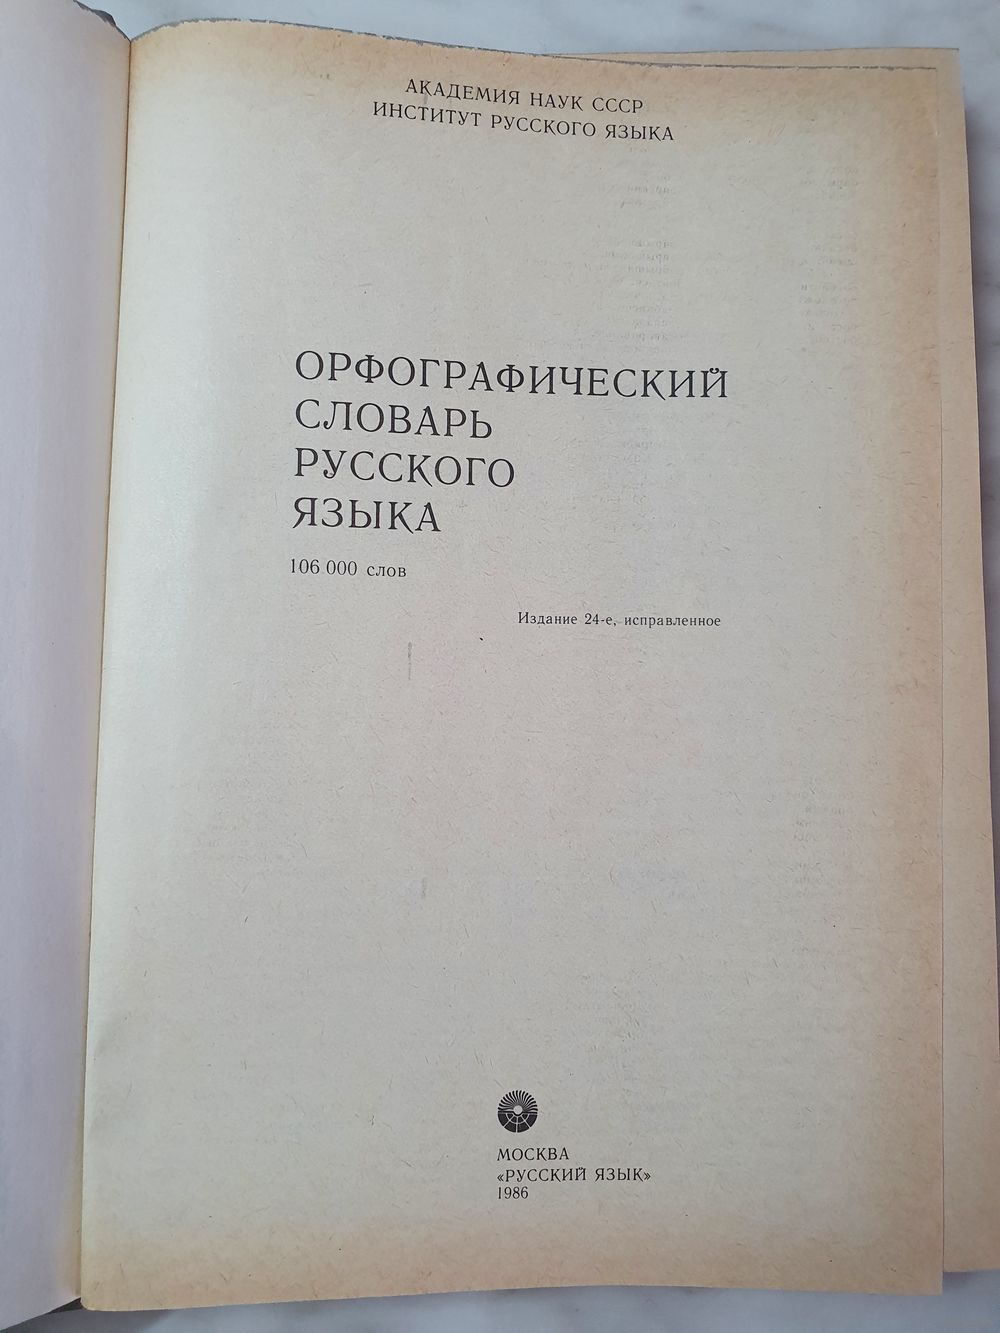 АКАДЕМИЯ НАУК СССР
ИНСТИТУТ РУССКОГО ЯЗЫКА
ОРФОГРАФИЧЕСКИЙ
СЛОВАРЬ
РУССКОГО
ЯЗЫКА
106 000 слов
Издание 24-е, исправленное
МОСКВА
«РУССКИЙ ЯЗЫК»
1986